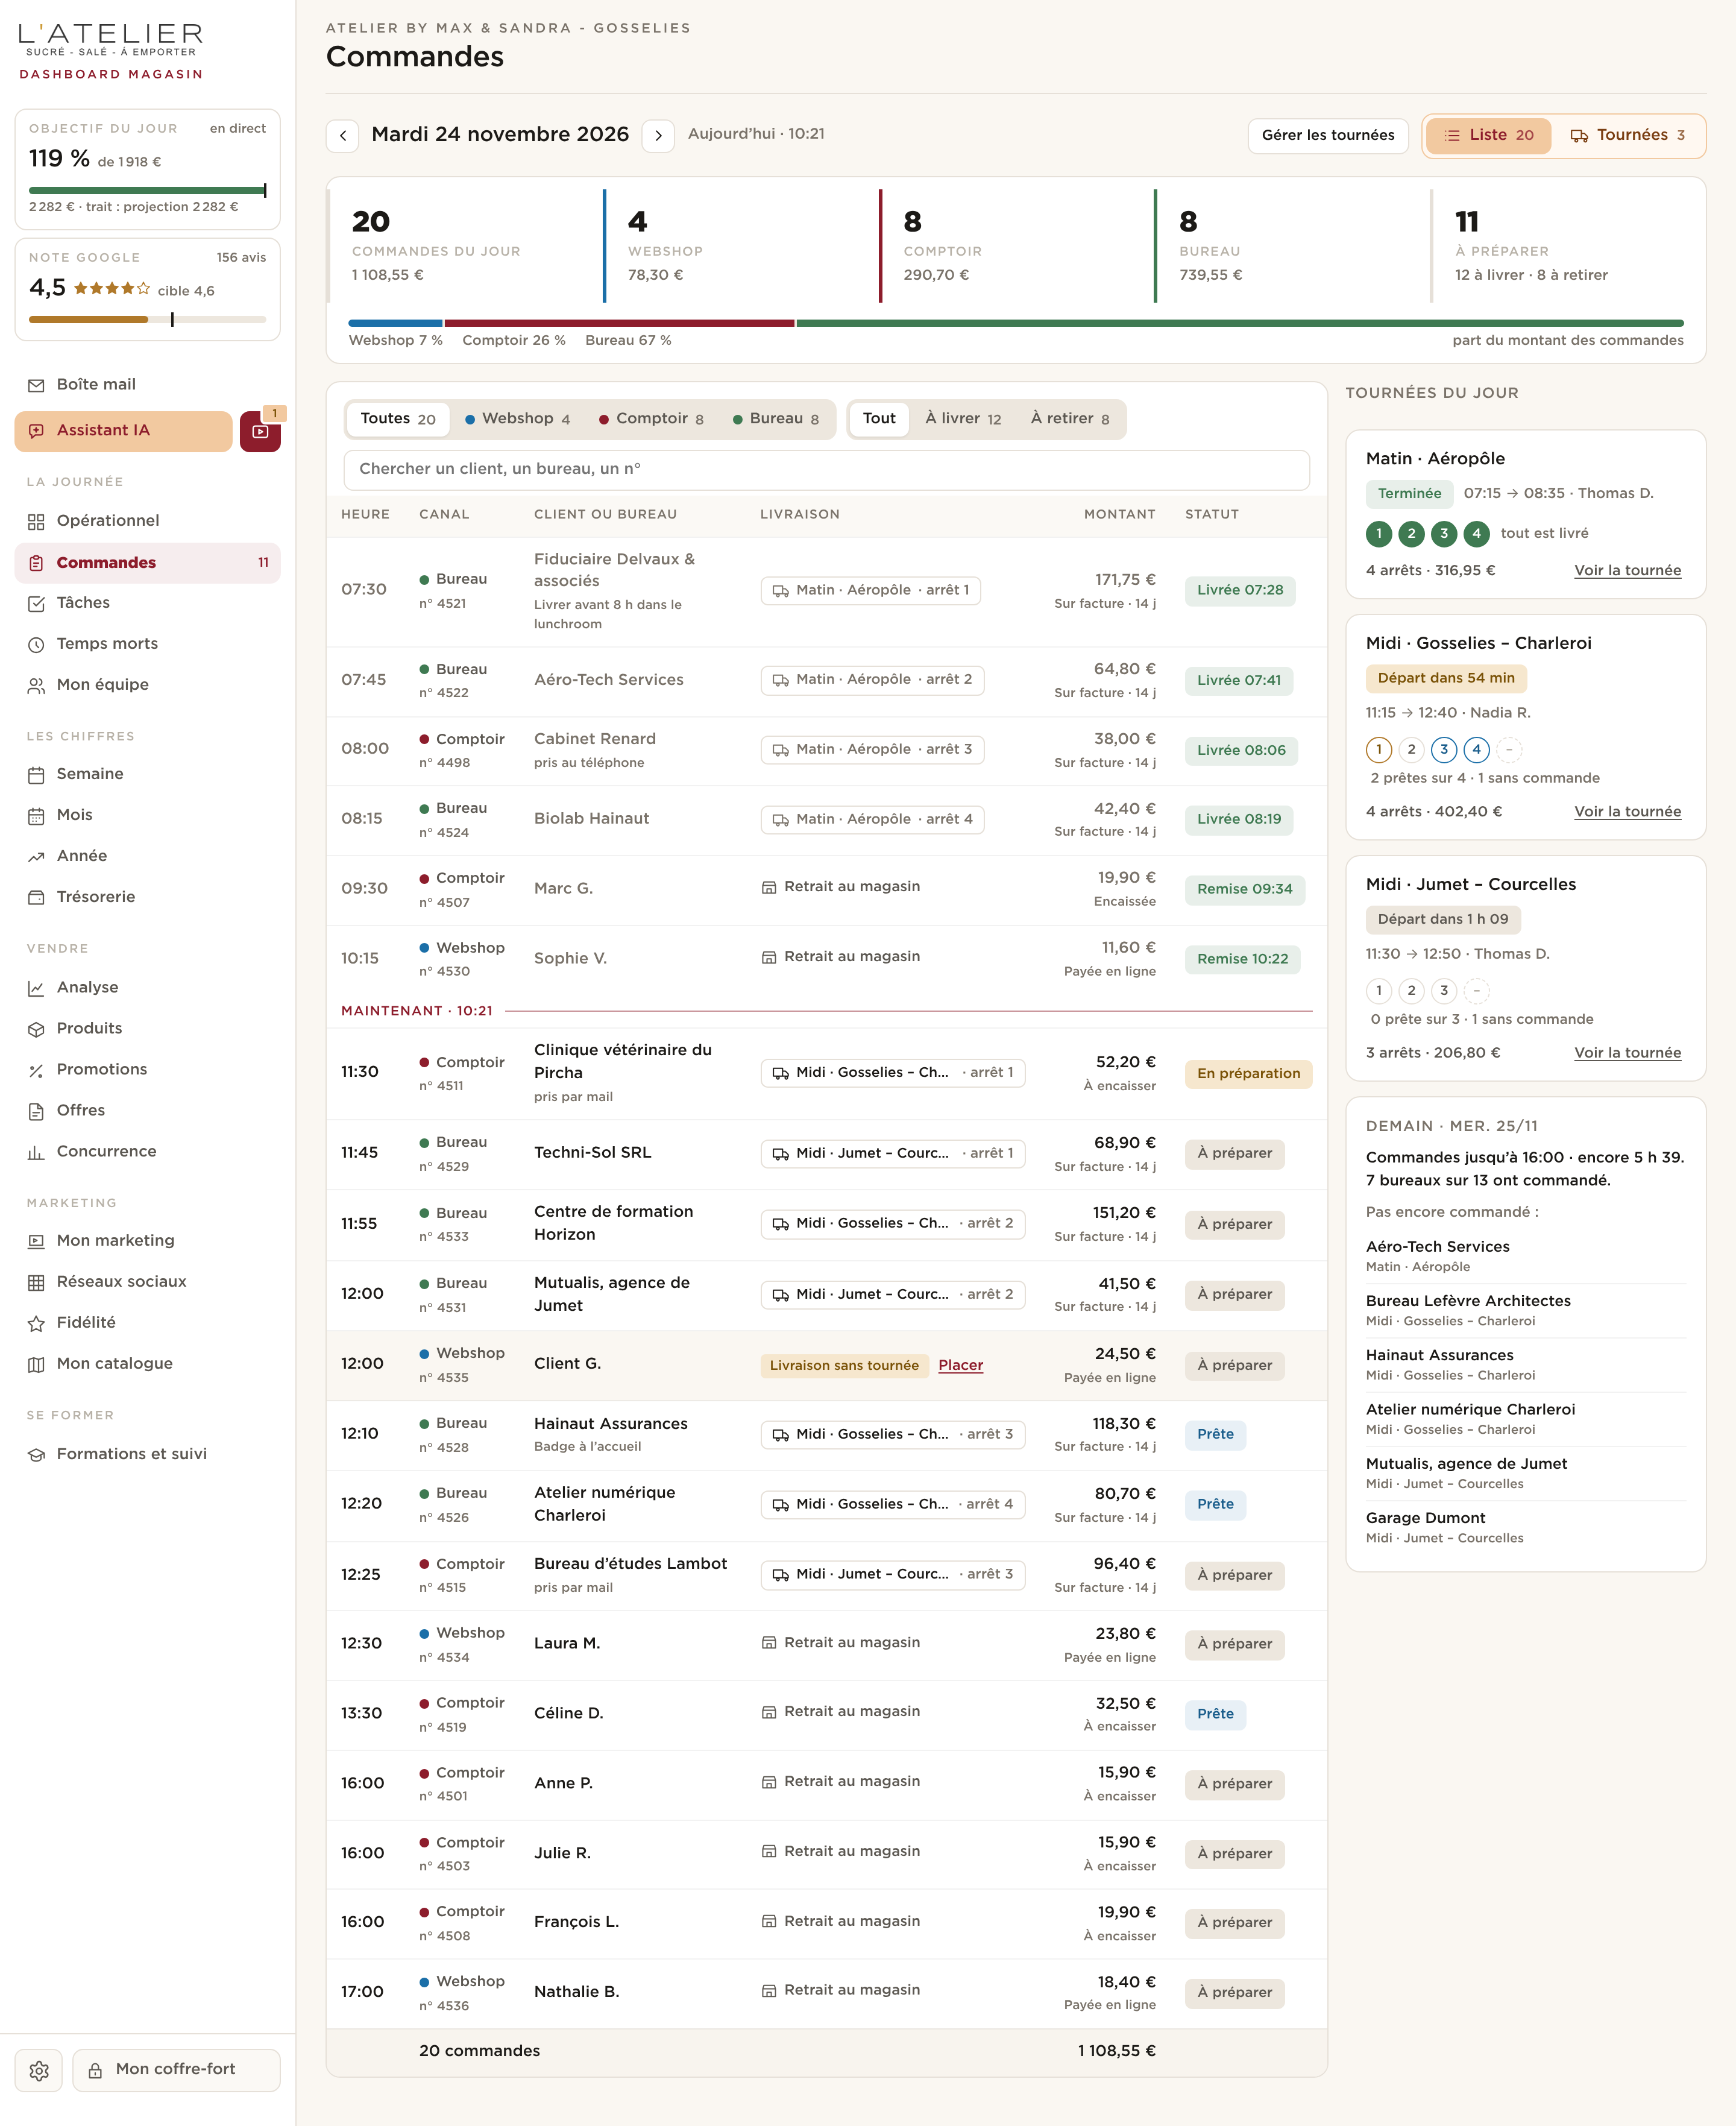 L'ATELIER
SUCRÉ - SALÉ - À EMPORTER
DASHBOARD MAGASIN
OBJECTIF DU JOUR en direct
119 % de 1 918 €
2 282 € · trait : projection 2 282 €
NOTE GOOGLE 156 avis
4,5 cible 4,6
Boîte mail
Assistant IA 1
LA JOURNÉE
Opérationnel
Commandes 11
Tâches
Temps morts
Mon équipe
LES CHIFFRES
Semaine
Mois
Année
Trésorerie
VENDRE
Analyse
Produits
Promotions
Offres
Concurrence
MARKETING
Mon marketing
Réseaux sociaux
Fidélité
Mon catalogue
SE FORMER
Formations et suivi
Mon coffre-fort
ATELIER BY MAX & SANDRA - GOSSELIES
Commandes
Mardi 24 novembre 2026 Aujourd'hui · 10:21 Gérer les tournées Liste 20 Tournées 3
20 4 8 8 11
COMMANDES DU JOUR WEBSHOP COMPTOIR BUREAU À PRÉPARER
1 108,55 € 78,30 € 290,70 € 739,55 € 12 à livrer · 8 à retirer
Webshop 7 % Comptoir 26 % Bureau 67 % part du montant des commandes
Toutes 20 Webshop 4 Comptoir 8 Bureau 8 Tout À livrer 12 À retirer 8
Chercher un client, un bureau, un n°
HEURE CANAL CLIENT OU BUREAU LIVRAISON MONTANT STATUT
07:30 Bureau n° 4521 Fiduciaire Delvaux & associés Livrer avant 8 h dans le lunchroom Matin · Aéropôle · arrêt 1 171,75 € Sur facture · 14 j Livrée 07:28
07:45 Bureau n° 4522 Aéro-Tech Services Matin · Aéropôle · arrêt 2 64,80 € Sur facture · 14 j Livrée 07:41
08:00 Comptoir n° 4498 Cabinet Renard pris au téléphone Matin · Aéropôle · arrêt 3 38,00 € Sur facture · 14 j Livrée 08:06
08:15 Bureau n° 4524 Biolab Hainaut Matin · Aéropôle · arrêt 4 42,40 € Sur facture · 14 j Livrée 08:19
09:30 Comptoir n° 4507 Marc G. Retrait au magasin 19,90 € Encaissée Remise 09:34
10:15 Webshop n° 4530 Sophie V. Retrait au magasin 11,60 € Payée en ligne Remise 10:22
MAINTENANT · 10:21
11:30 Comptoir n° 4511 Clinique vétérinaire du Pircha pris par mail Midi · Gosselies – Ch… · arrêt 1 52,20 € À encaisser En préparation
11:45 Bureau n° 4529 Techni-Sol SRL Midi · Jumet – Courc… · arrêt 1 68,90 € Sur facture · 14 j À préparer
11:55 Bureau n° 4533 Centre de formation Horizon Midi · Gosselies – Ch… · arrêt 2 151,20 € Sur facture · 14 j À préparer
12:00 Bureau n° 4531 Mutualis, agence de Jumet Midi · Jumet – Courc… · arrêt 2 41,50 € Sur facture · 14 j À préparer
12:00 Webshop n° 4535 Client G. Livraison sans tournée Placer 24,50 € Payée en ligne À préparer
12:10 Bureau n° 4528 Hainaut Assurances Badge à l'accueil Midi · Gosselies – Ch… · arrêt 3 118,30 € Sur facture · 14 j Prête
12:20 Bureau n° 4526 Atelier numérique Charleroi Midi · Gosselies – Ch… · arrêt 4 80,70 € Sur facture · 14 j Prête
12:25 Comptoir n° 4515 Bureau d'études Lambot pris par mail Midi · Jumet – Courc… · arrêt 3 96,40 € Sur facture · 14 j À préparer
12:30 Webshop n° 4534 Laura M. Retrait au magasin 23,80 € Payée en ligne À préparer
13:30 Comptoir n° 4519 Céline D. Retrait au magasin 32,50 € À encaisser Prête
16:00 Comptoir n° 4501 Anne P. Retrait au magasin 15,90 € À encaisser À préparer
16:00 Comptoir n° 4503 Julie R. Retrait au magasin 15,90 € À encaisser À préparer
16:00 Comptoir n° 4508 François L. Retrait au magasin 19,90 € À encaisser À préparer
17:00 Webshop n° 4536 Nathalie B. Retrait au magasin 18,40 € Payée en ligne À préparer
20 commandes 1 108,55 €
TOURNÉES DU JOUR
Matin · Aéropôle
Terminée 07:15 → 08:35 · Thomas D.
1 2 3 4 tout est livré
4 arrêts · 316,95 € Voir la tournée
Midi · Gosselies – Charleroi
Départ dans 54 min
11:15 → 12:40 · Nadia R.
1 2 3 4 –
2 prêtes sur 4 · 1 sans commande
4 arrêts · 402,40 € Voir la tournée
Midi · Jumet – Courcelles
Départ dans 1 h 09
11:30 → 12:50 · Thomas D.
1 2 3 –
0 prête sur 3 · 1 sans commande
3 arrêts · 206,80 € Voir la tournée
DEMAIN · MER. 25/11
Commandes jusqu'à 16:00 · encore 5 h 39.
7 bureaux sur 13 ont commandé.
Pas encore commandé :
Aéro-Tech Services
Matin · Aéropôle
Bureau Lefèvre Architectes
Midi · Gosselies – Charleroi
Hainaut Assurances
Midi · Gosselies – Charleroi
Atelier numérique Charleroi
Midi · Gosselies – Charleroi
Mutualis, agence de Jumet
Midi · Jumet – Courcelles
Garage Dumont
Midi · Jumet – Courcelles